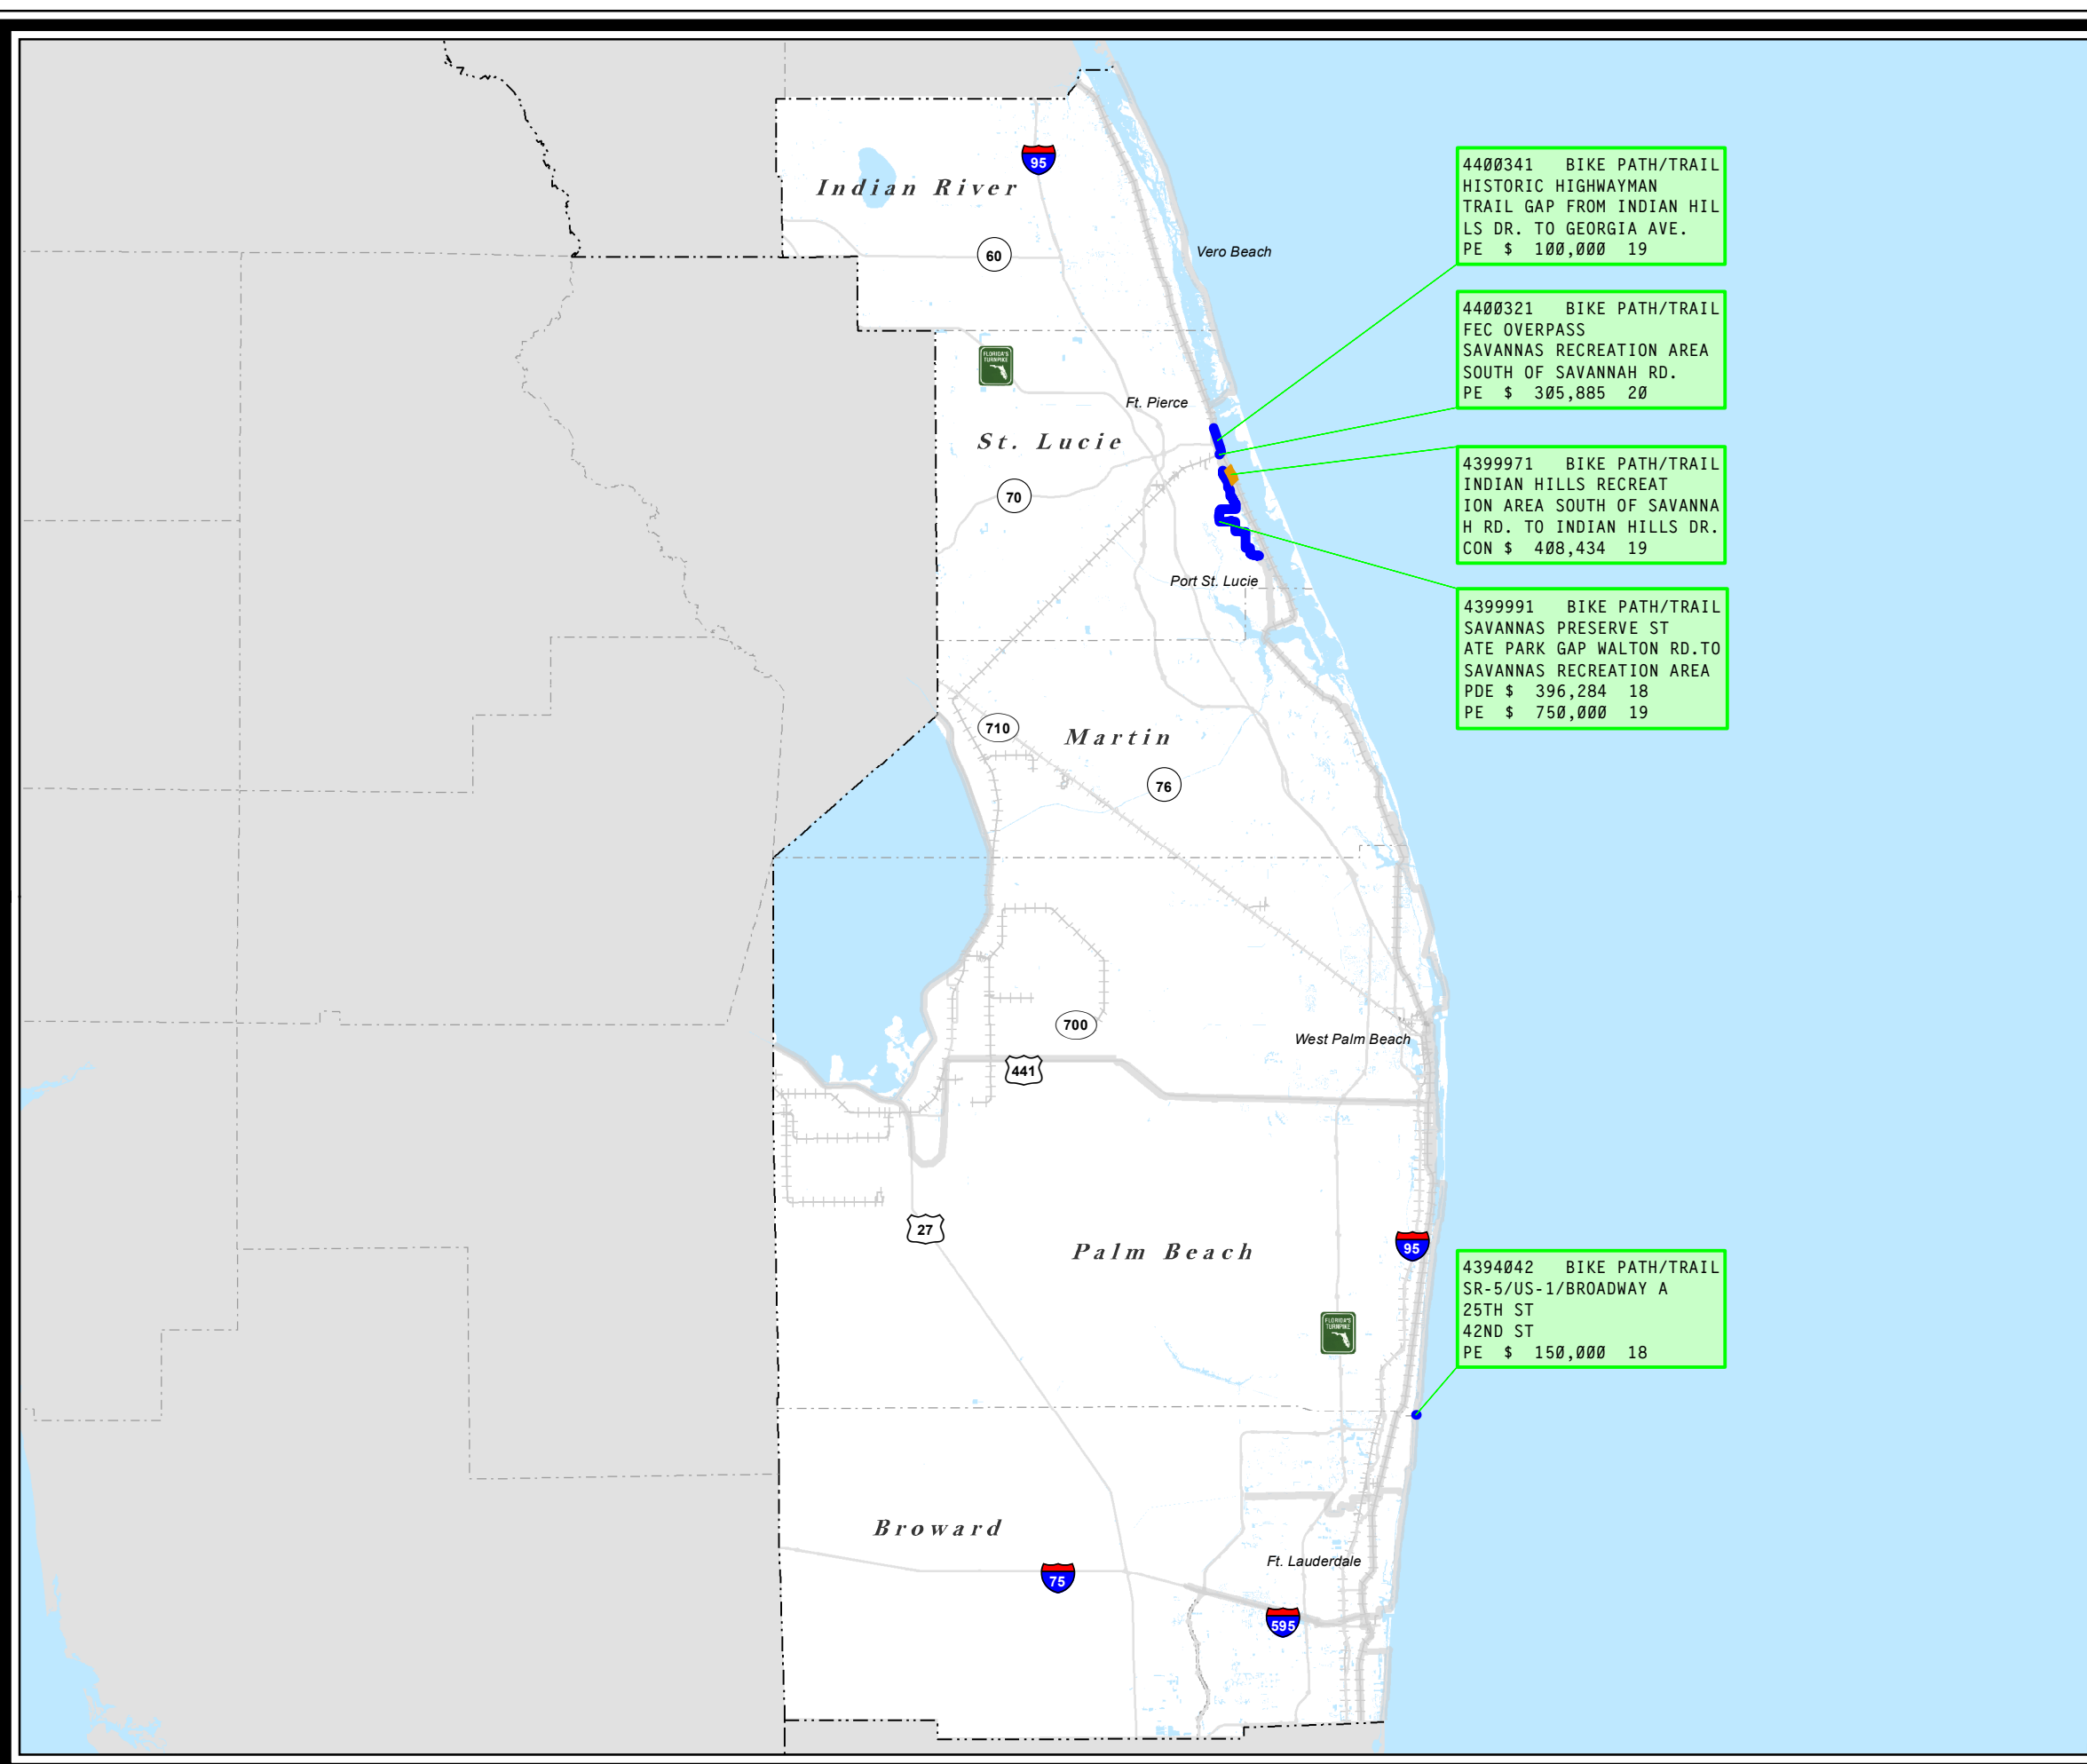 95
Indian River
60
Vero Beach
4400341 BIKE PATH/TRAIL
HISTORIC HIGHWAYMAN
TRAIL GAP FROM INDIAN HIL
LS DR. TO GEORGIA AVE.
PE $ 100,000 19
4400321 BIKE PATH/TRAIL
FEC OVERPASS
SAVANNAS RECREATION AREA
SOUTH OF SAVANNAH RD.
PE $ 305,885 20
FLORIDA'S
TURNPIKE
Ft. Pierce
St. Lucie
70
4399971 BIKE PATH/TRAIL
INDIAN HILLS RECREAT
ION AREA SOUTH OF SAVANNA
H RD. TO INDIAN HILLS DR.
CON $ 408,434 19
Port St. Lucie
4399991 BIKE PATH/TRAIL
SAVANNAS PRESERVE ST
ATE PARK GAP WALTON RD.TO
SAVANNAS RECREATION AREA
PDE $ 396,284 18
PE $ 750,000 19
710
Martin
76
700
West Palm Beach
441
27
Palm Beach
95
4394042 BIKE PATH/TRAIL
SR-5/US-1/BROADWAY A
25TH ST
42ND ST
PE $ 150,000 18
FLORIDA'S
TURNPIKE
Broward
Ft. Lauderdale
75
595